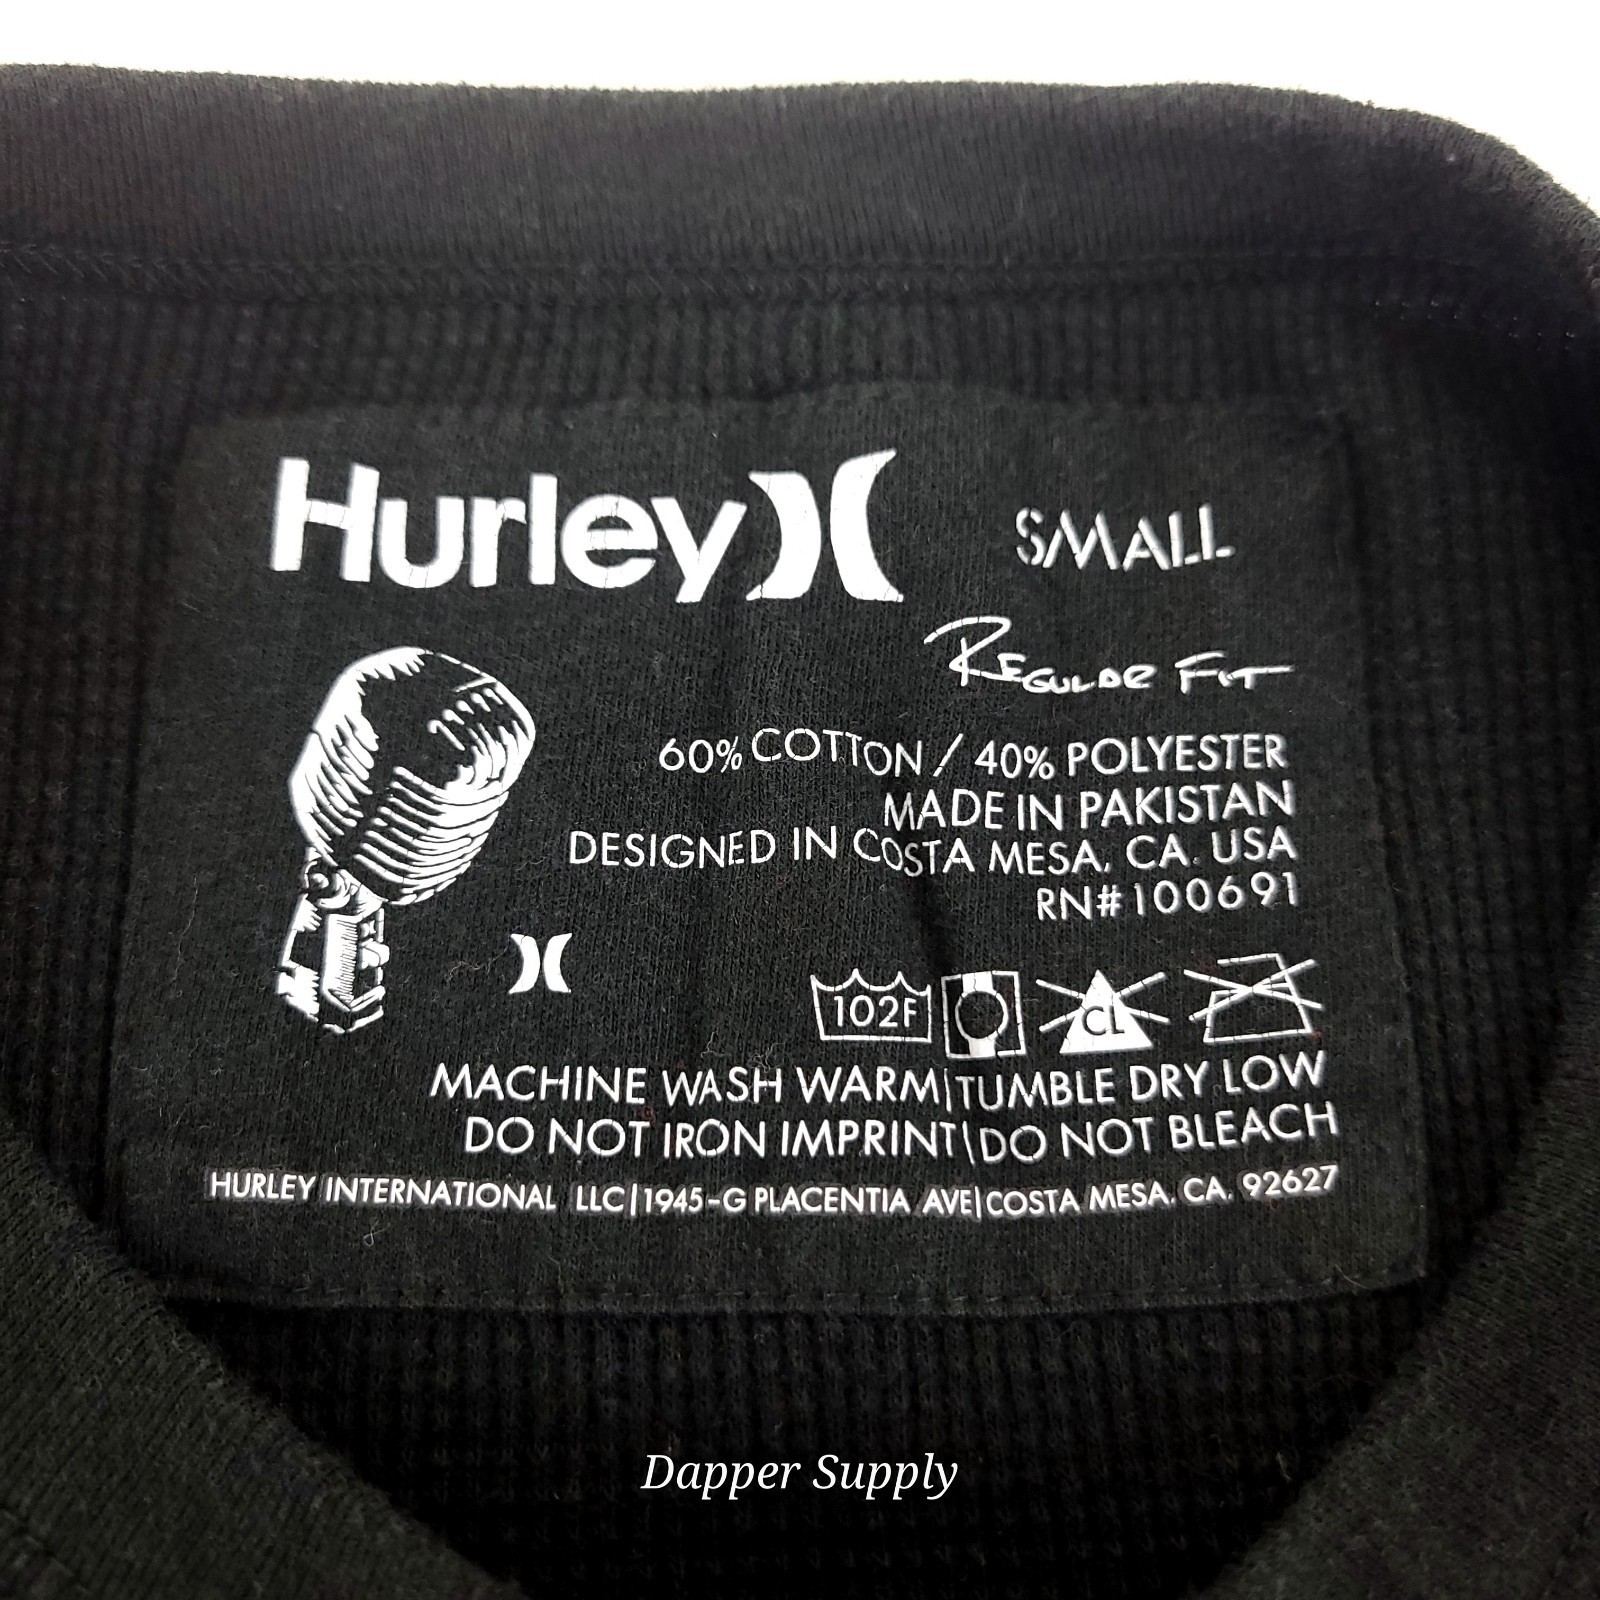 Hurley
SMALL
REGULAR FIT
60% COTTON / 40% POLYESTER
MADE IN PAKISTAN
DESIGNED IN COSTA MESA, CA. USA
RN#100691
102F
CL
MACHINE WASH WARM|TUMBLE DRY LOW
DO NOT IRON IMPRINT|DO NOT BLEACH
HURLEY INTERNATIONAL LLC|1945-G PLACENTIA AVE|COSTA MESA, CA, 92627
Dapper Supply